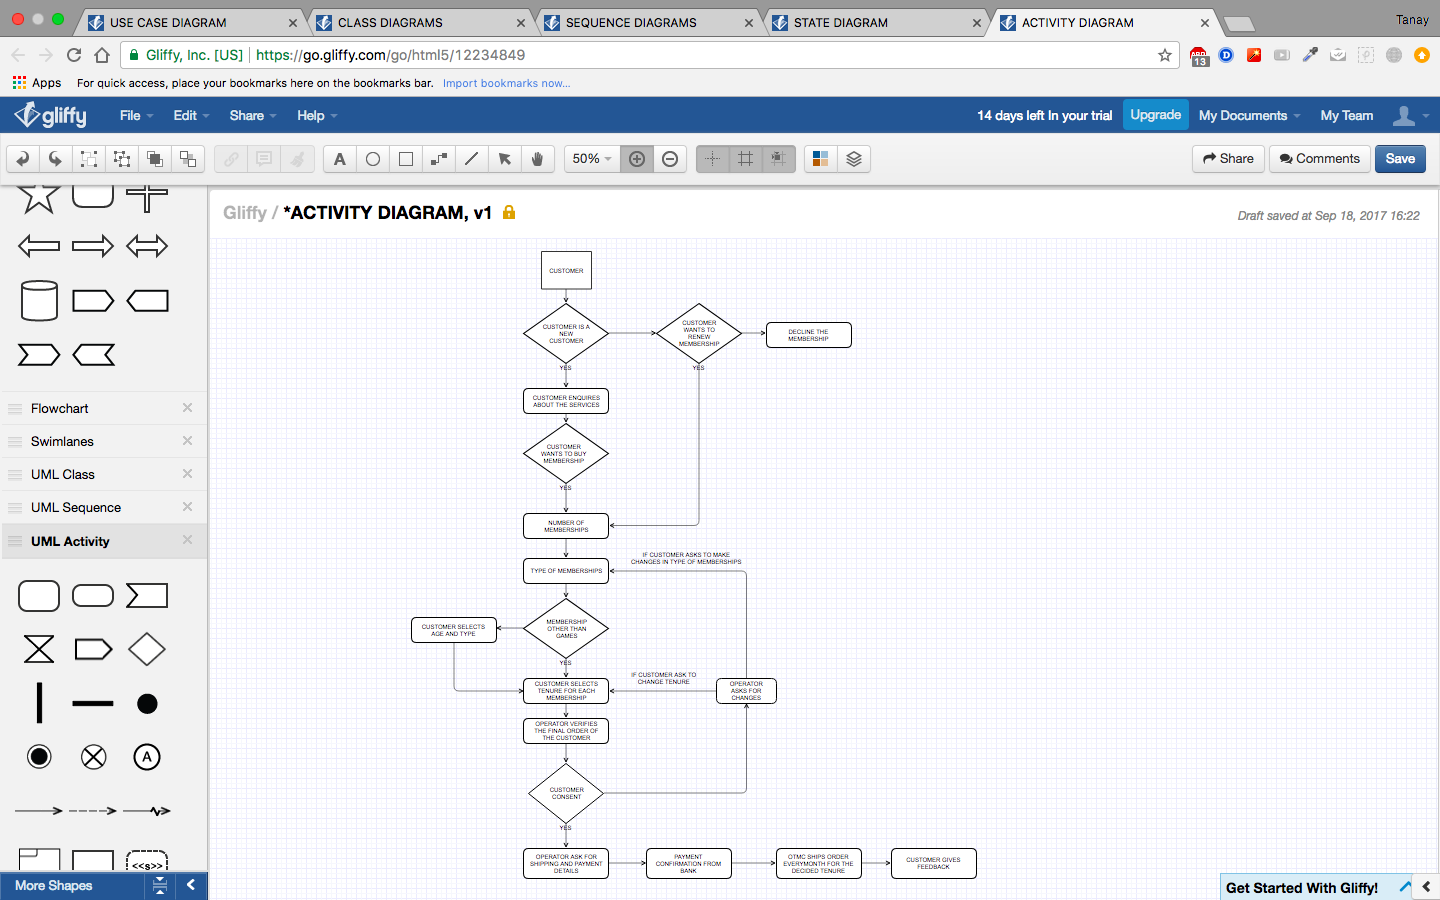 USE CASE DIAGRAM
CLASS DIAGRAMS
SEQUENCE DIAGRAMS
STATE DIAGRAM
ACTIVITY DIAGRAM
Tanay
Gliffy, Inc. [US]
https://go.gliffy.com/go/html5/12234849
ABP
13
D
Apps
For quick access, place your bookmarks here on the bookmarks bar.
Import bookmarks now...
gliffy
File
Edit
Share
Help
14 days left In your trial
Upgrade
My Documents
My Team
A
50%
Share
Comments
Save
Gliffy / *ACTIVITY DIAGRAM, v1
Draft saved at Sep 18, 2017 16:22
Flowchart
Swimlanes
UML Class
UML Sequence
UML Activity
A
<<s>>
More Shapes
CUSTOMER
CUSTOMER IS A
NEW
CUSTOMER
CUSTOMER
WANTS TO
RENEW
MEMBERSHIP
DECLINE THE
MEMBERSHIP
YES
YES
CUSTOMER ENQUIRES
ABOUT THE SERVICES
CUSTOMER
WANTS TO BUY
MEMBERSHIP
YES
NUMBER OF
MEMBERSHIPS
IF CUSTOMER ASKS TO MAKE
CHANGES IN TYPE OF MEMBERSHIPS
TYPE OF MEMBERSHIPS
CUSTOMER SELECTS
AGE AND TYPE
MEMBERSHIP
OTHER THAN
GAMES
YES
IF CUSTOMER ASK TO
CHANGE TENURE
CUSTOMER SELECTS
TENURE FOR EACH
MEMBERSHIP
OPERATOR
ASKS FOR
CHANGES
OPERATOR VERIFIES
THE FINAL ORDER OF
THE CUSTOMER
CUSTOMER
CONSENT
YES
OPERATOR ASK FOR
SHIPPING AND PAYMENT
DETAILS
PAYMENT
CONFIRMATION FROM
BANK
OTMC SHIPS ORDER
EVERYMONTH FOR THE
DECIDED TENURE
CUSTOMER GIVES
FEEDBACK
Get Started With Gliffy!